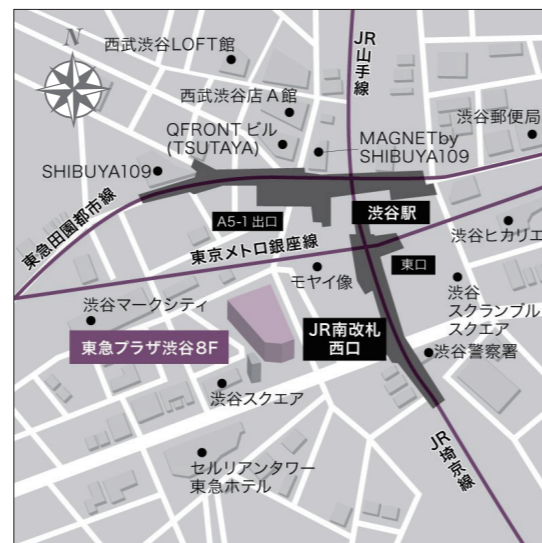 N
西武渋谷LOFT館
JR山手線
西武渋谷店A館
渋谷郵便局
QFRONTビル
(TSUTAYA)
MAGNETby
SHIBUYA109
SHIBUYA109
東急田園都市線
A5-1出口
渋谷駅
東京メトロ銀座線
渋谷ヒカリエ
東口
モヤイ像
渋谷
スクランブル
スクエア
渋谷マークシティ
東急プラザ渋谷8F
JR南改札
西口
渋谷警察署
渋谷スクエア
JR埼京線
セルリアンタワー
東急ホテル